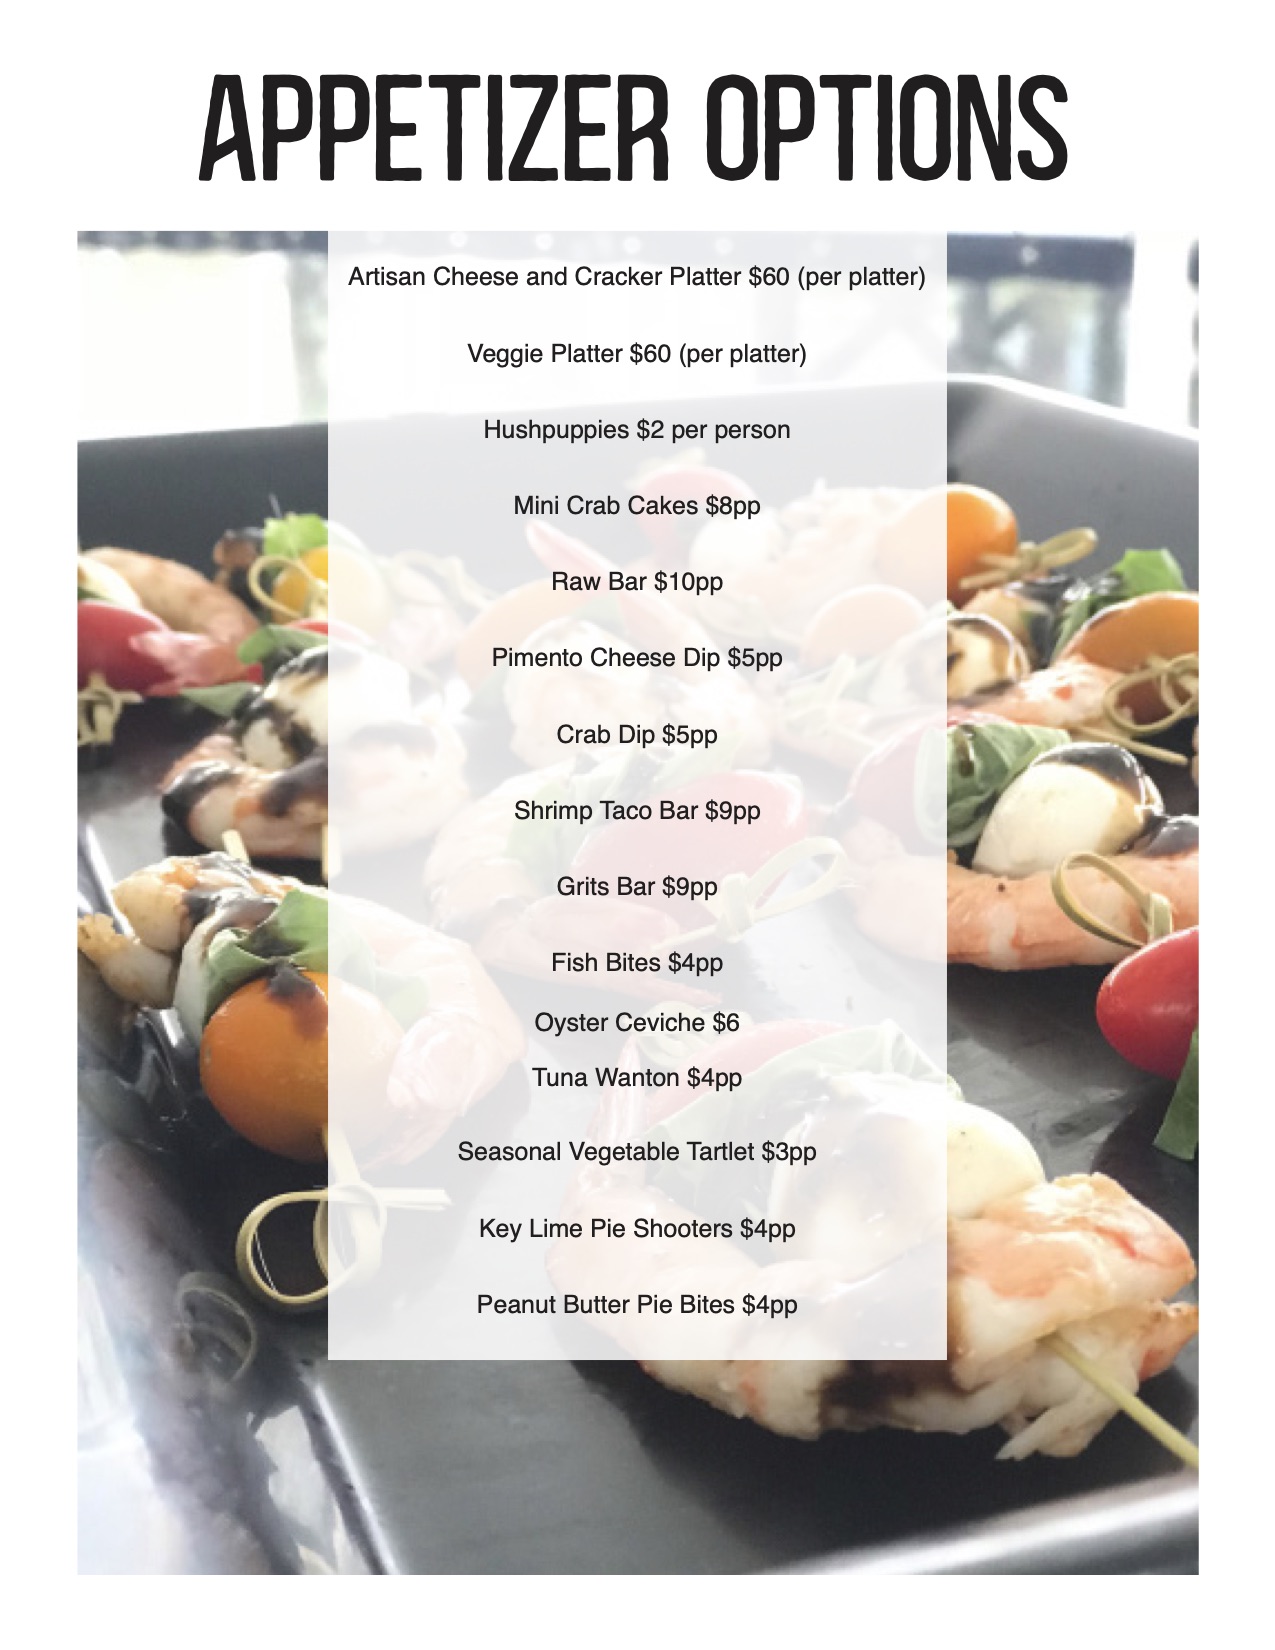 APPETIZER OPTIONS
Artisan Cheese and Cracker Platter $60 (per platter)
Veggie Platter $60 (per platter)
Hushpuppies $2 per person
Mini Crab Cakes $8pp
Raw Bar $10pp
Pimento Cheese Dip $5pp
Crab Dip $5pp
Shrimp Taco Bar $9pp
Grits Bar $9pp
Fish Bites $4pp
Oyster Ceviche $6
Tuna Wanton $4pp
Seasonal Vegetable Tartlet $3pp
Key Lime Pie Shooters $4pp
Peanut Butter Pie Bites $4pp